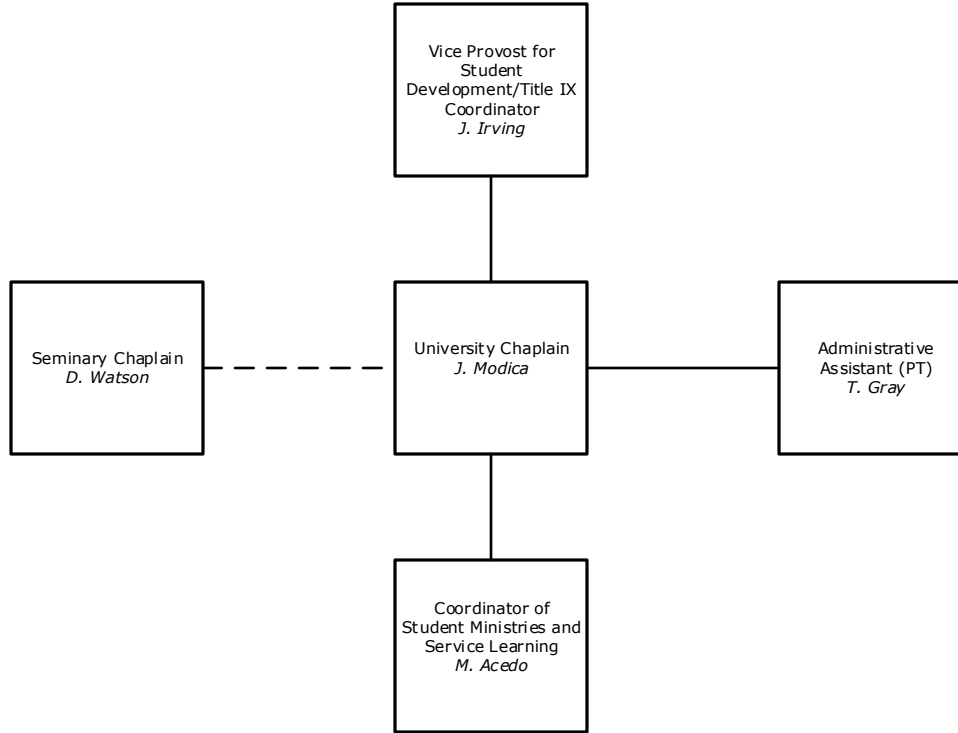 Vice Provost for
Student
Development/Title IX
Coordinator
J. Irving
Seminary Chaplain
D. Watson
University Chaplain
J. Modica
Administrative
Assistant (PT)
T. Gray
Coordinator of
Student Ministries and
Service Learning
M. Acedo